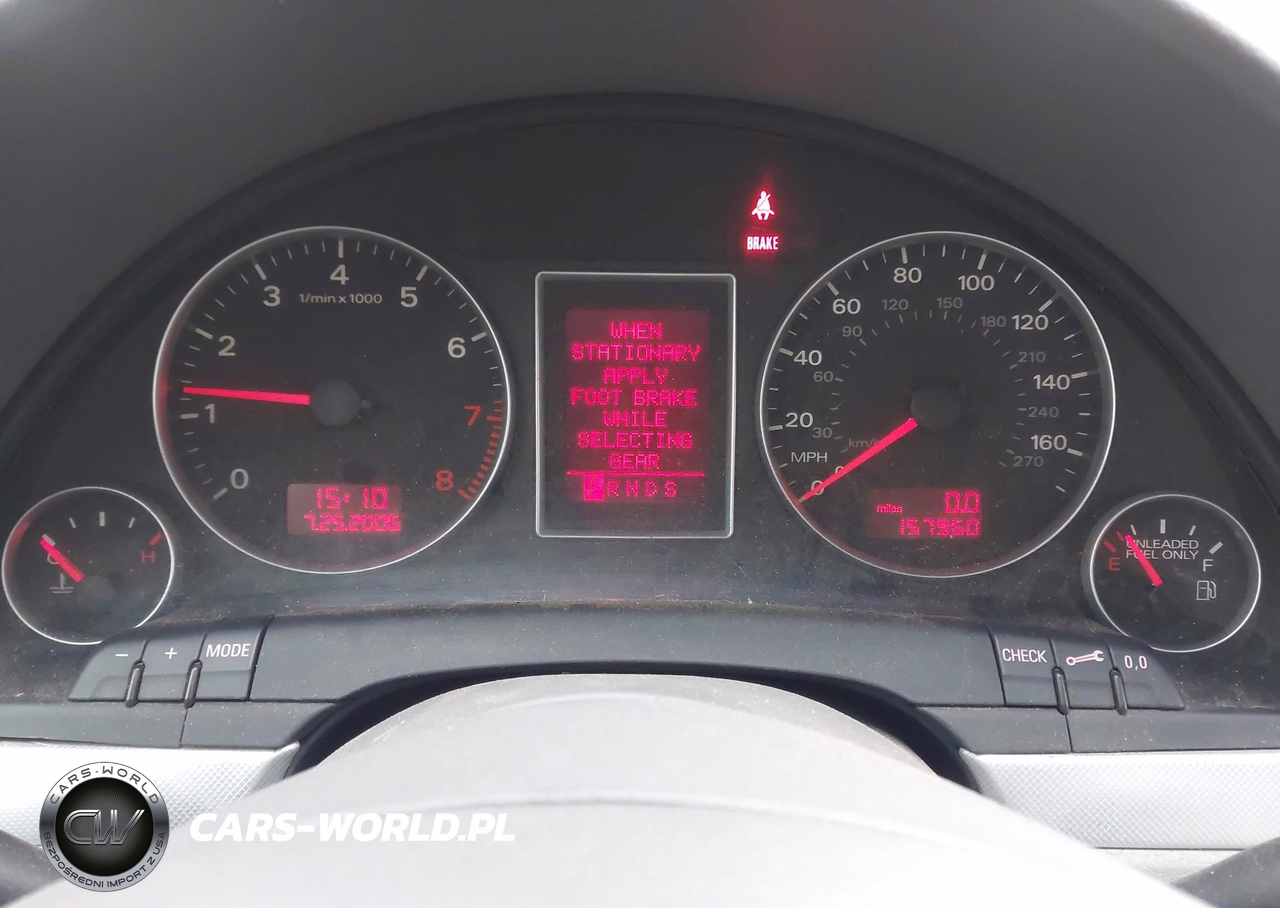 BRAKE
0
1
2
3
4
5
6
7
8
1/min x 1000
15:10
7.25.2006
WHEN
STATIONARY
APPLY
FOOT BRAKE
WHILE
SELECTING
GEAR
PRNDS
0
20
40
60
80
100
120
140
160
MPH
0
30
60
90
120
150
180
210
240
270
km/h
miles 0.0
C
H
UNLEADED
FUEL ONLY
E
F
−
+
MODE
CHECK
0,0
CARS-WORLD
CW
BEZPOŚREDNI IMPORT Z USA
CARS-WORLD.PL